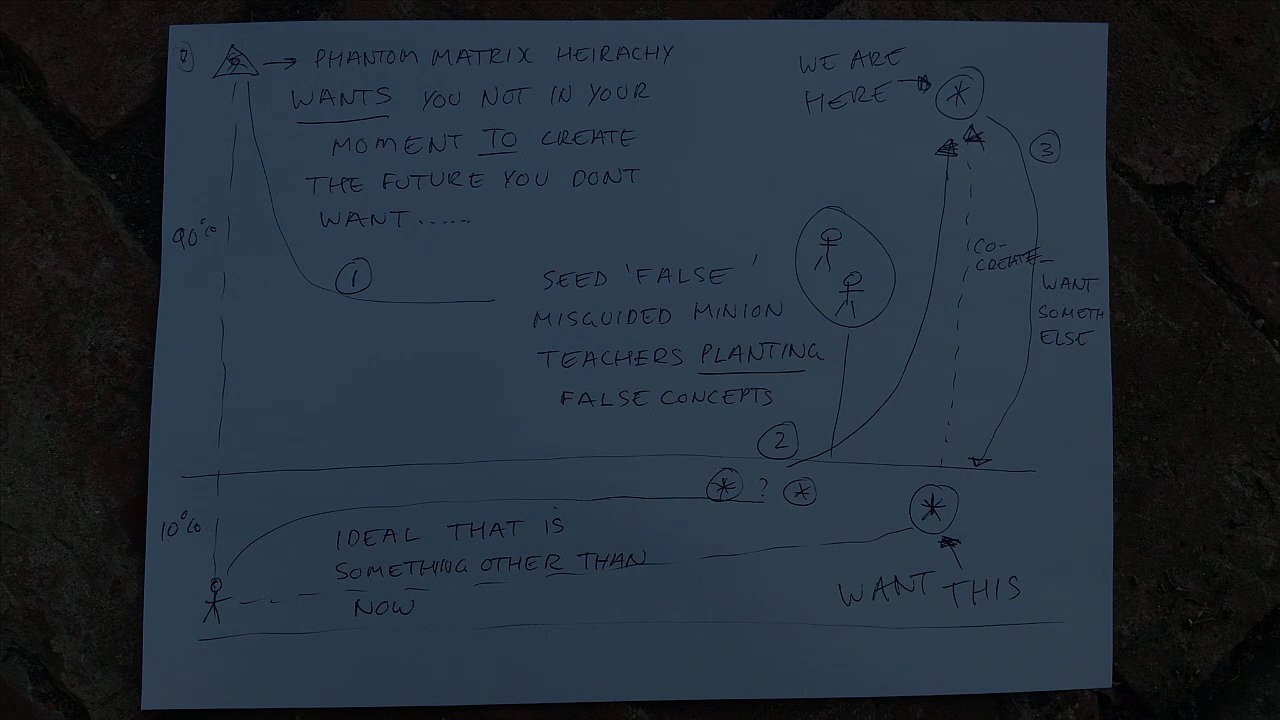 → PHANTOM MATRIX HEIRACHY
WANTS YOU NOT IN YOUR
MOMENT TO CREATE
THE FUTURE YOU DONT
WANT......
WE ARE
HERE →
3
90%
1
SEED 'FALSE'
MISGUIDED MINION
TEACHERS PLANTING
FALSE CONCEPTS
CO-
CREATE-
WANT
SOMETH
ELSE
2
* ? *
10%
IDEAL THAT IS
SOMETHING OTHER THAN
NOW
WANT THIS